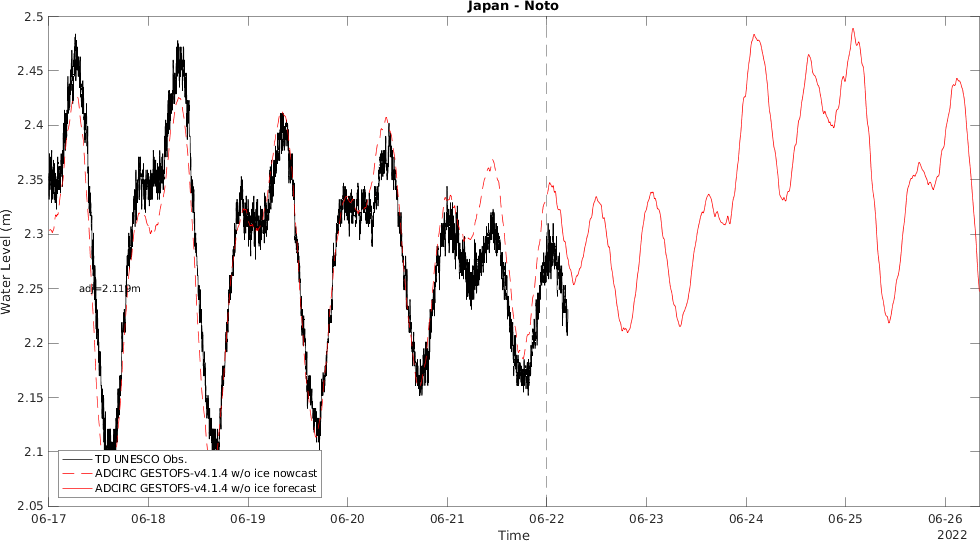 Japan - Noto
2.5
2.45
2.4
2.35
2.3
2.25
2.2
2.15
2.1
2.05
Water Level (m)
adj=2.119m
TD UNESCO Obs.
ADCIRC GESTOFS-v4.1.4 w/o ice nowcast
ADCIRC GESTOFS-v4.1.4 w/o ice forecast
06-17 06-18 06-19 06-20 06-21 06-22 06-23 06-24 06-25 06-26
Time
2022